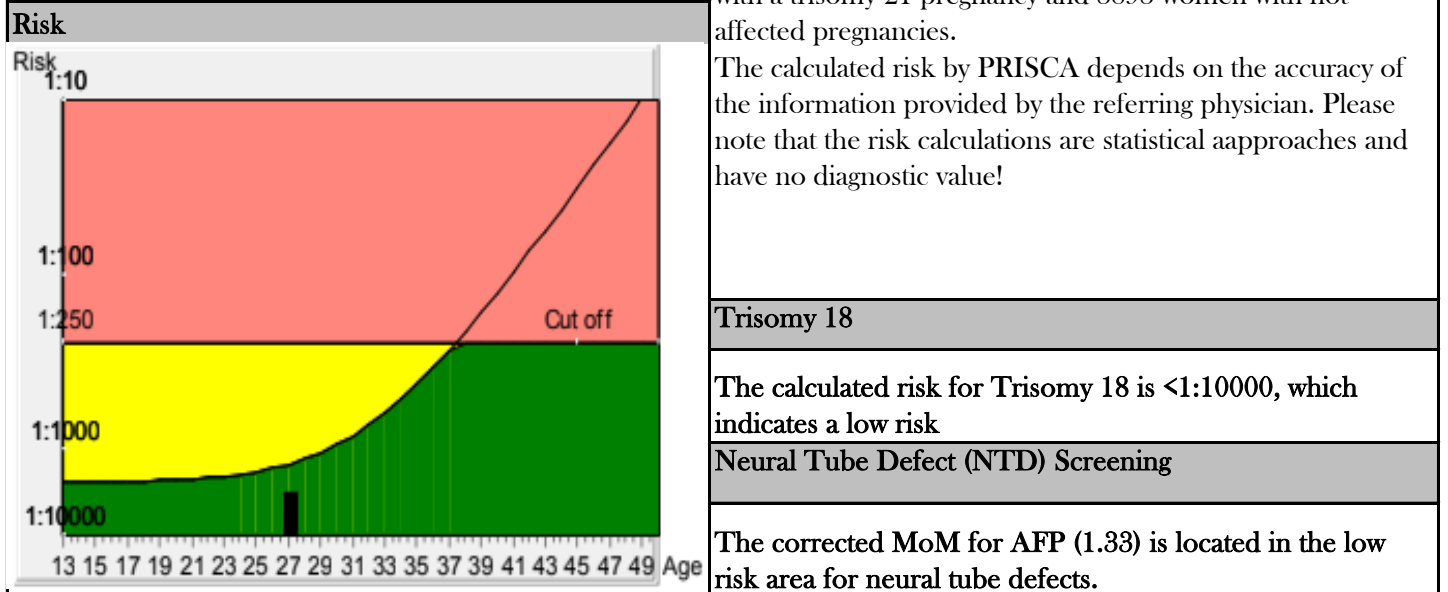 Risk
Risk
1:10
1:100
1:250
Cut off
1:1000
1:10000
13 15 17 19 21 23 25 27 29 31 33 35 37 39 41 43 45 47 49 Age
affected pregnancies.
The calculated risk by PRISCA depends on the accuracy of
the information provided by the referring physician. Please
note that the risk calculations are statistical aapproaches and
have no diagnostic value!
Trisomy 18
The calculated risk for Trisomy 18 is <1:10000, which
indicates a low risk
Neural Tube Defect (NTD) Screening
The corrected MoM for AFP (1.33) is located in the low
risk area for neural tube defects.